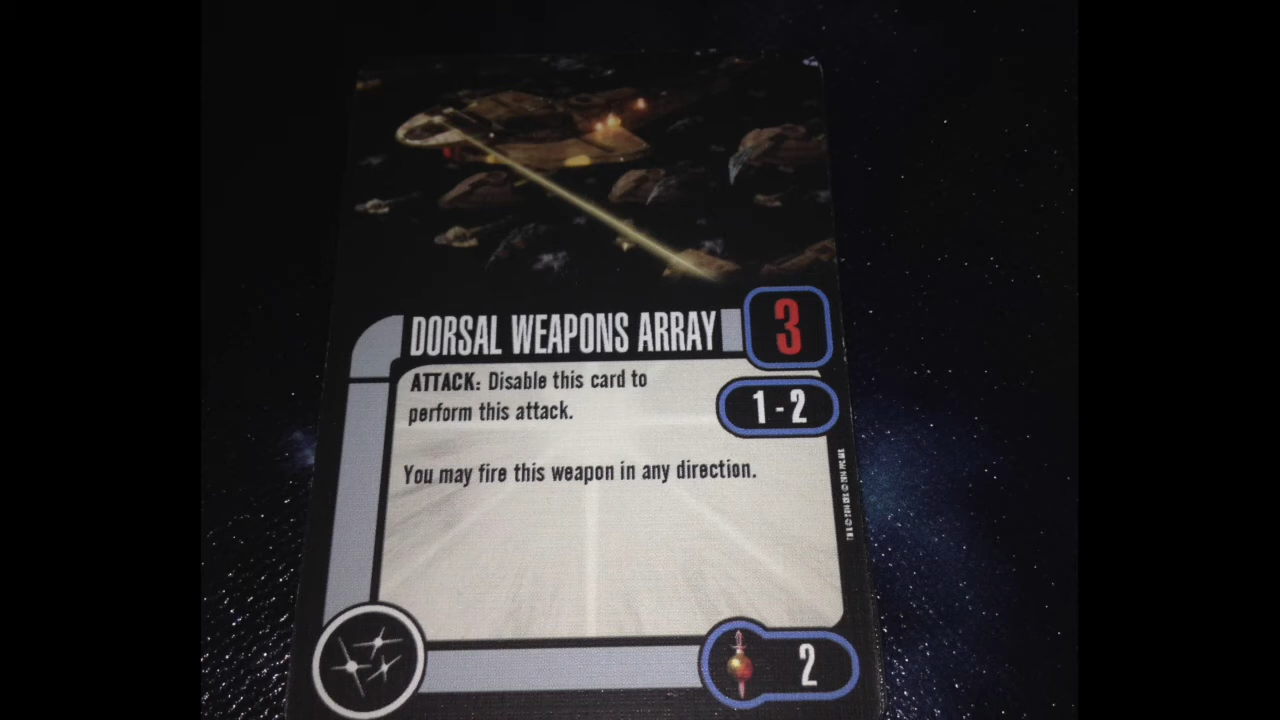 DORSAL WEAPONS ARRAY
3
ATTACK: Disable this card to
perform this attack.
1 - 2
You may fire this weapon in any direction.
2